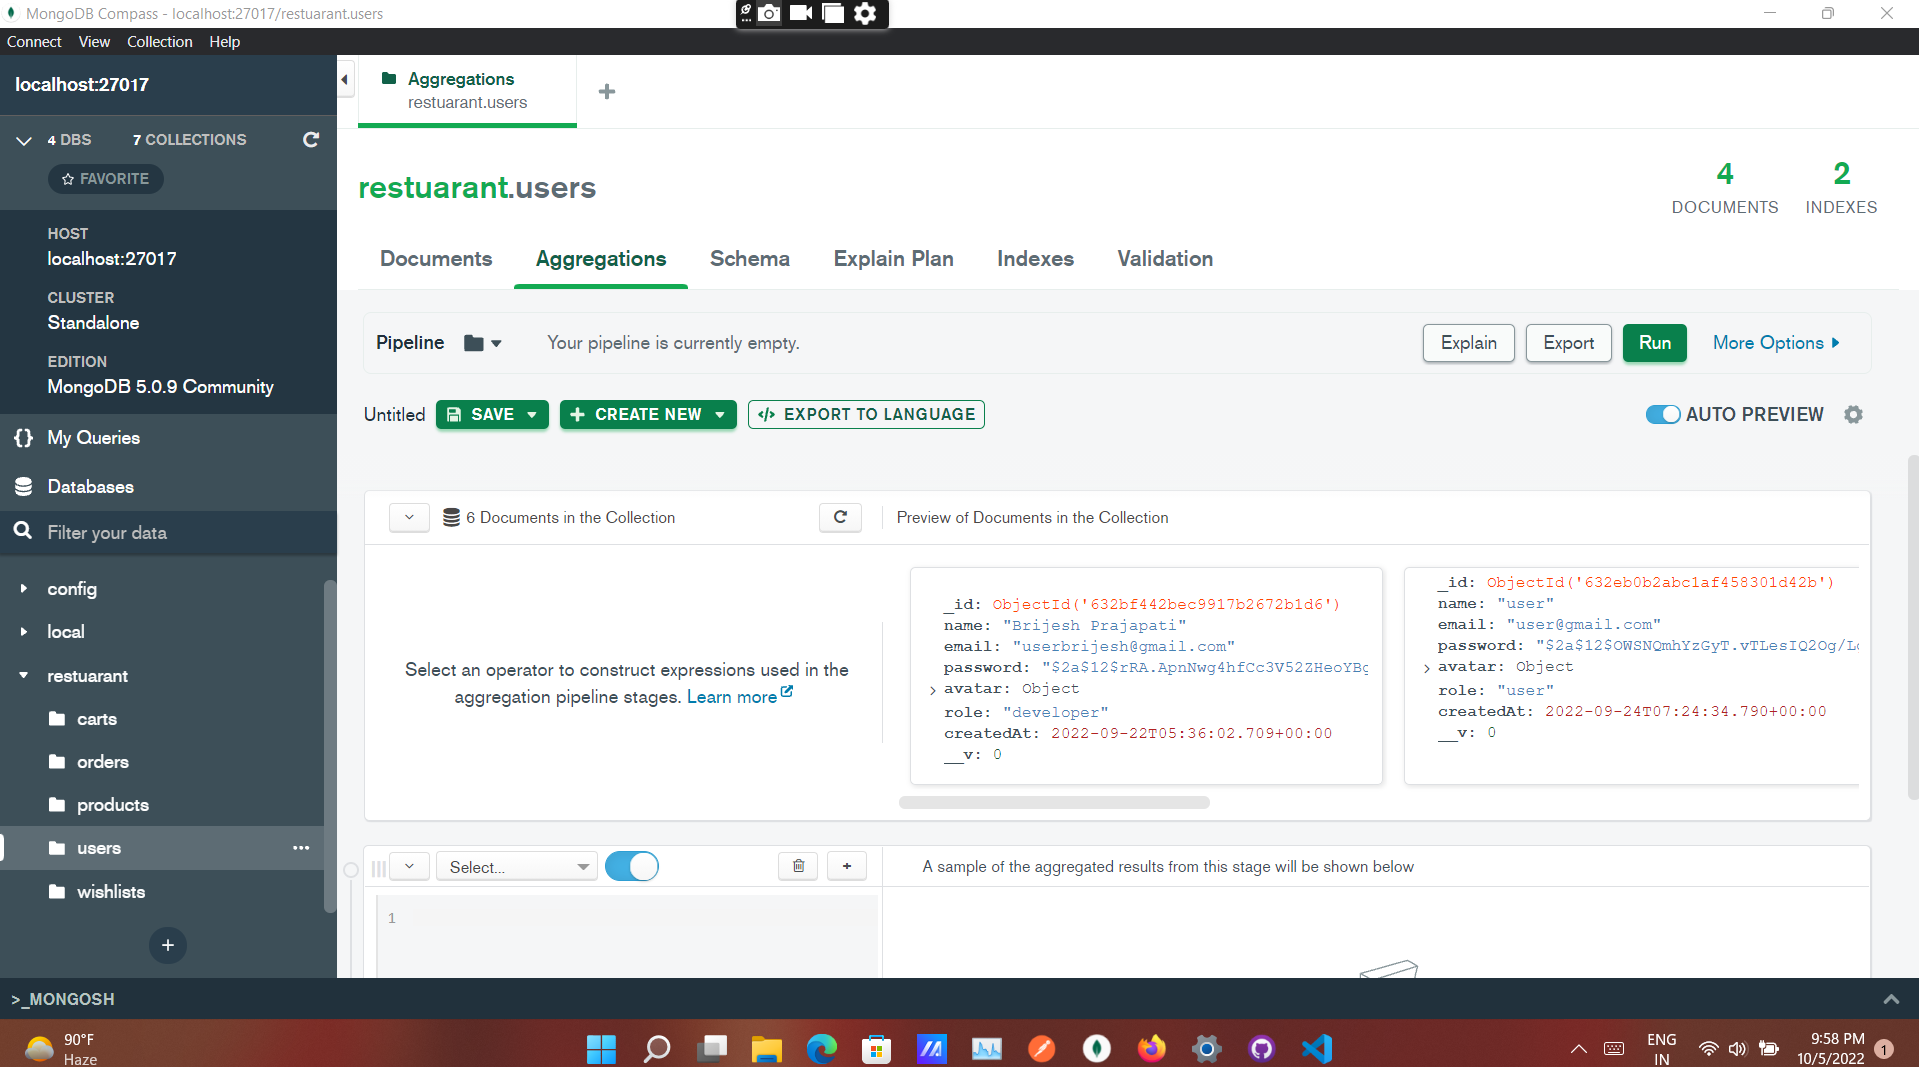 MongoDB Compass - localhost:27017/restuarant.users
Connect View Collection Help
localhost:27017
4 DBS 7 COLLECTIONS
FAVORITE
HOST
localhost:27017
CLUSTER
Standalone
EDITION
MongoDB 5.0.9 Community
{} My Queries
Databases
Filter your data
config
local
restuarant
carts
orders
products
users
wishlists
+
>_MONGOSH
Aggregations
restuarant.users
+
restuarant.users
4
DOCUMENTS
2
INDEXES
Documents Aggregations Schema Explain Plan Indexes Validation
Pipeline Your pipeline is currently empty. Explain Export Run More Options
Untitled SAVE + CREATE NEW </> EXPORT TO LANGUAGE AUTO PREVIEW
6 Documents in the Collection Preview of Documents in the Collection
Select an operator to construct expressions used in the
aggregation pipeline stages. Learn more
_id: ObjectId('632bf442bec9917b2672b1d6')
name: "Brijesh Prajapati"
email: "userbrijesh@gmail.com"
password: "$2a$12$rRA.ApnNwg4hfCc3V52ZHeoYBg
avatar: Object
role: "developer"
createdAt: 2022-09-22T05:36:02.709+00:00
__v: 0
_id: ObjectId('632eb0b2abc1af458301d42b')
name: "user"
email: "user@gmail.com"
password: "$2a$12$OWSNQmhYzGyT.vTLesIQ2Og/Lc
avatar: Object
role: "user"
createdAt: 2022-09-24T07:24:34.790+00:00
__v: 0
Select... + A sample of the aggregated results from this stage will be shown below
1
90°F
Haze
ENG
IN
9:58 PM
10/5/2022
1